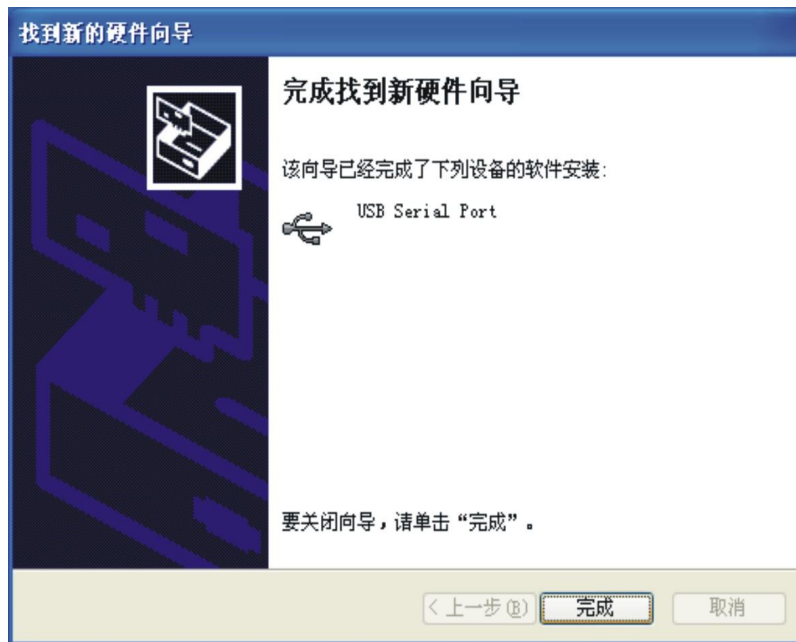 找到新的硬件向导
完成找到新硬件向导
该向导已经完成了下列设备的软件安装:
USB Serial Port
要关闭向导，请单击“完成”。
< 上一步(B)
完成
取消